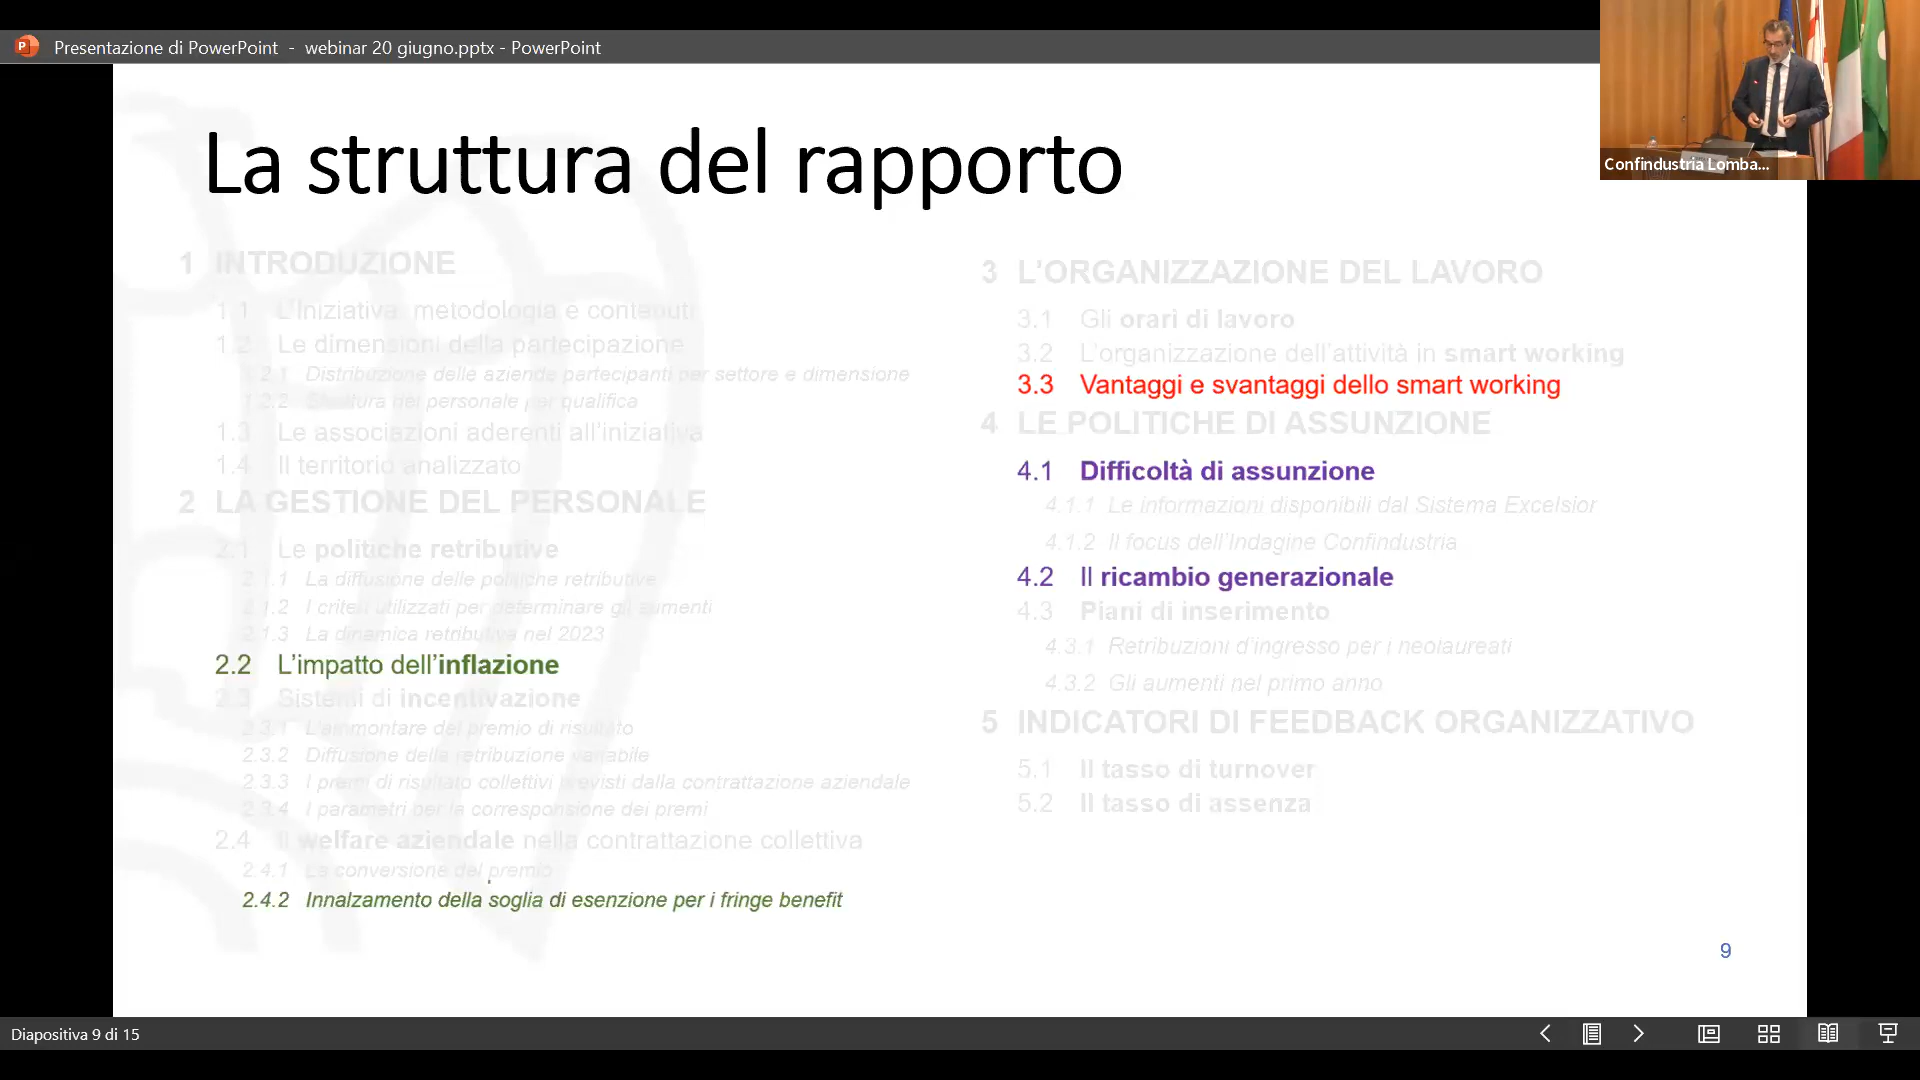 Presentazione di PowerPoint - webinar 20 giugno.pptx - PowerPoint
Confindustria Lomba...
La struttura del rapporto
1 INTRODUZIONE
1.1 L'Iniziativa: metodologia e contenuti
1.2 Le dimensioni della partecipazione
1.2.1 Distribuzione delle aziende partecipanti per settore e dimensione
1.2.2 Struttura del personale per qualifica
1.3 Le associazioni aderenti all'iniziativa
1.4 Il territorio analizzato
2 LA GESTIONE DEL PERSONALE
2.1 Le politiche retributive
2.1.1 La diffusione delle politiche retributive
2.1.2 I criteri utilizzati per determinare gli aumenti
2.1.3 La dinamica retributiva nel 2023
2.2 L'impatto dell'inflazione
2.3 Sistemi di incentivazione
2.3.1 L'ammontare del premio di risultato
2.3.2 Diffusione della retribuzione variabile
2.3.3 I premi di risultato collettivi previsti dalla contrattazione aziendale
2.3.4 I parametri per la corresponsione dei premi
2.4 Il welfare aziendale nella contrattazione collettiva
2.4.1 La conversione del premio
2.4.2 Innalzamento della soglia di esenzione per i fringe benefit
3 L'ORGANIZZAZIONE DEL LAVORO
3.1 Gli orari di lavoro
3.2 L'organizzazione dell'attività in smart working
3.3 Vantaggi e svantaggi dello smart working
4 LE POLITICHE DI ASSUNZIONE
4.1 Difficoltà di assunzione
4.1.1 Le informazioni disponibili dal Sistema Excelsior
4.1.2 Il focus dell'Indagine Confindustria
4.2 Il ricambio generazionale
4.3 Piani di inserimento
4.3.1 Retribuzioni d'ingresso per i neolaureati
4.3.2 Gli aumenti nel primo anno
5 INDICATORI DI FEEDBACK ORGANIZZATIVO
5.1 Il tasso di turnover
5.2 Il tasso di assenza
9
Diapositiva 9 di 15